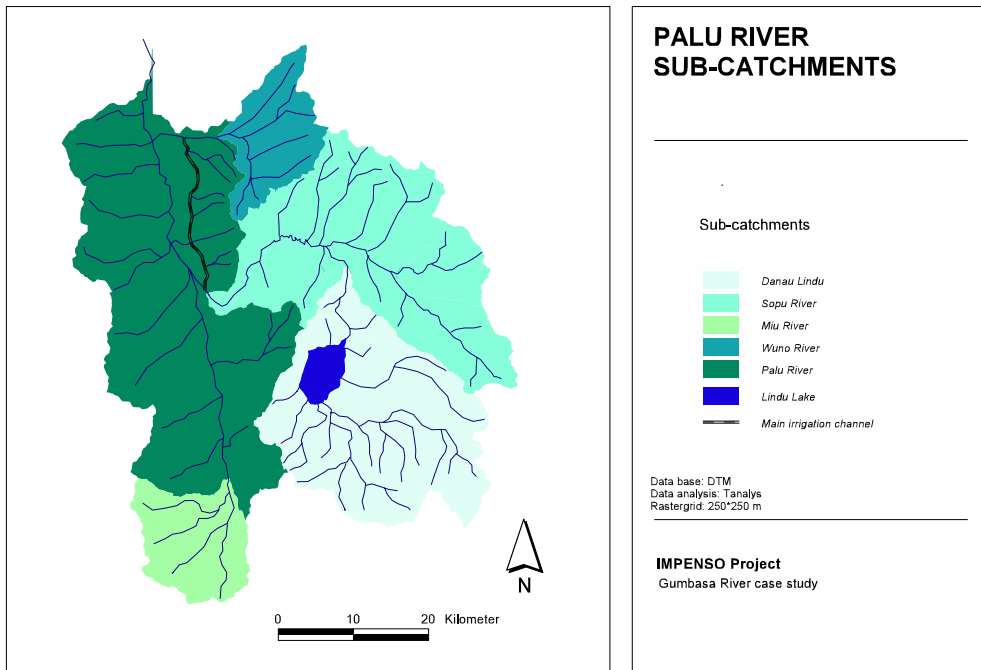 PALU RIVER
SUB-CATCHMENTS
Sub-catchments
Danau Lindu
Sopu River
Miu River
Wuno River
Palu River
Lindu Lake
Main irrigation channel
Data base: DTM
Data analysis: Tanalys
Rastergrid: 250*250 m
IMPENSO Project
Gumbasa River case study
N
0 10 20 Kilometer